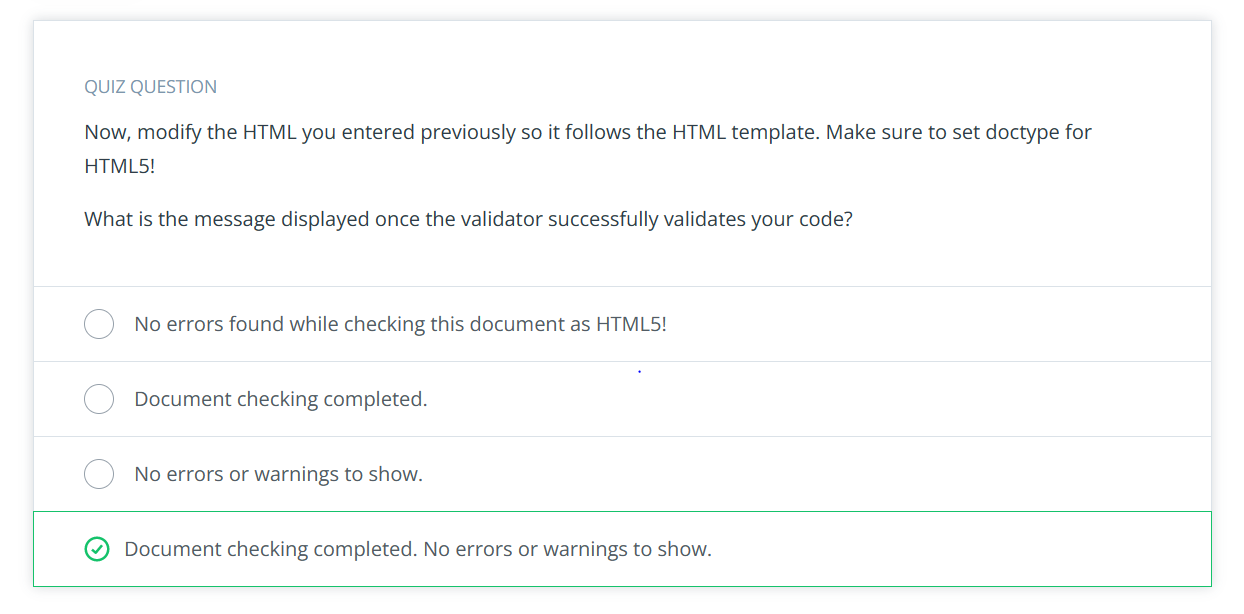 QUIZ QUESTION
Now, modify the HTML you entered previously so it follows the HTML template. Make sure to set doctype for
HTML5!
What is the message displayed once the validator successfully validates your code?
No errors found while checking this document as HTML5!
Document checking completed.
No errors or warnings to show.
Document checking completed. No errors or warnings to show.